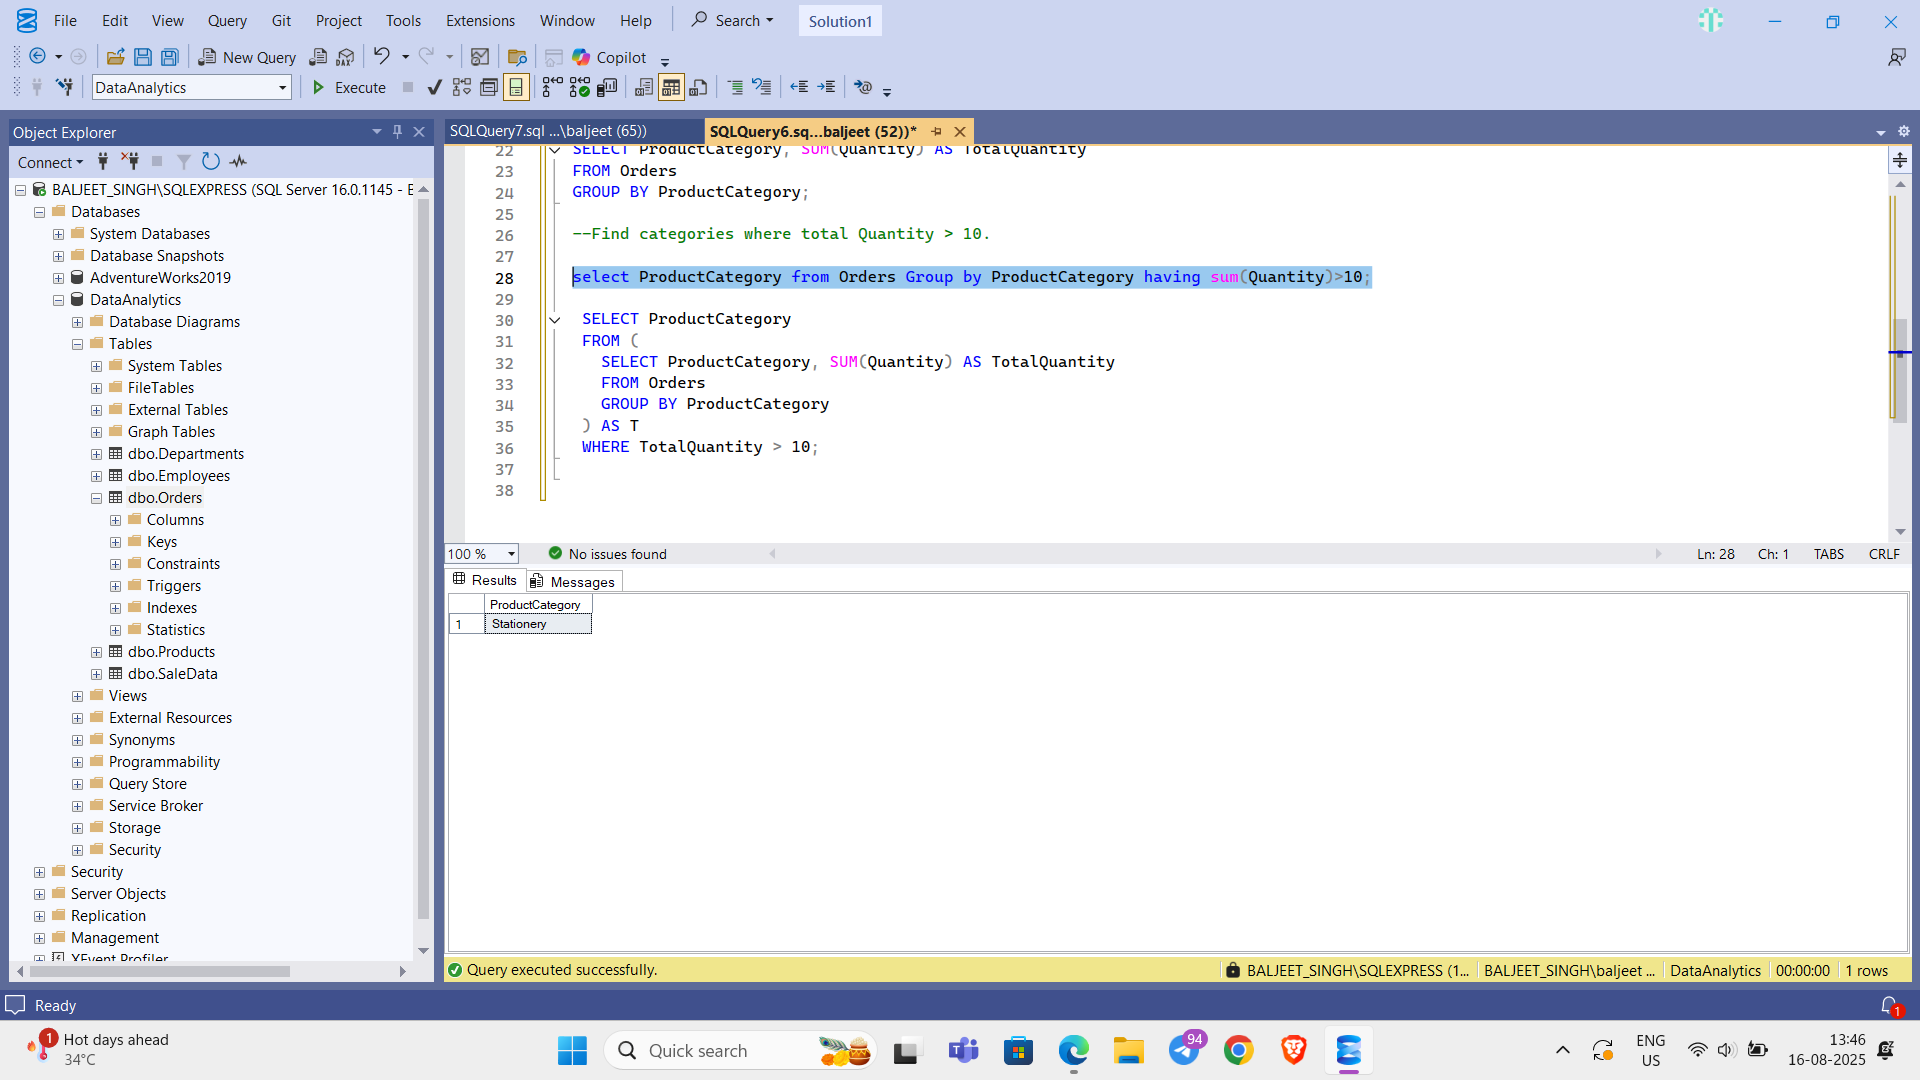 File Edit View Query Git Project Tools Extensions Window Help Search Solution1
New Query DAX Copilot
DataAnalytics Execute
Object Explorer
Connect
BALJEET_SINGH\SQLEXPRESS (SQL Server 16.0.1145 - E
Databases
System Databases
Database Snapshots
AdventureWorks2019
DataAnalytics
Database Diagrams
Tables
System Tables
FileTables
External Tables
Graph Tables
dbo.Departments
dbo.Employees
dbo.Orders
Columns
Keys
Constraints
Triggers
Indexes
Statistics
dbo.Products
dbo.SaleData
Views
External Resources
Synonyms
Programmability
Query Store
Service Broker
Storage
Security
Security
Server Objects
Replication
Management
XEvent Profiler
SQLQuery7.sql ...\baljeet (65)) SQLQuery6.sq...baljeet (52))*
22 SELECT ProductCategory, SUM(Quantity) AS TotalQuantity
23 FROM Orders
24 GROUP BY ProductCategory;
25
26 --Find categories where total Quantity > 10.
27
28 select ProductCategory from Orders Group by ProductCategory having sum(Quantity)>10;
29
30 SELECT ProductCategory
31 FROM (
32 SELECT ProductCategory, SUM(Quantity) AS TotalQuantity
33 FROM Orders
34 GROUP BY ProductCategory
35 ) AS T
36 WHERE TotalQuantity > 10;
37
38
100 % No issues found Ln: 28 Ch: 1 TABS CRLF
Results Messages
ProductCategory
1 Stationery
Query executed successfully. BALJEET_SINGH\SQLEXPRESS (1... BALJEET_SINGH\baljeet ... DataAnalytics 00:00:00 1 rows
Ready 1
1 Hot days ahead
34°C
Quick search
94
ENG
US
13:46
16-08-2025